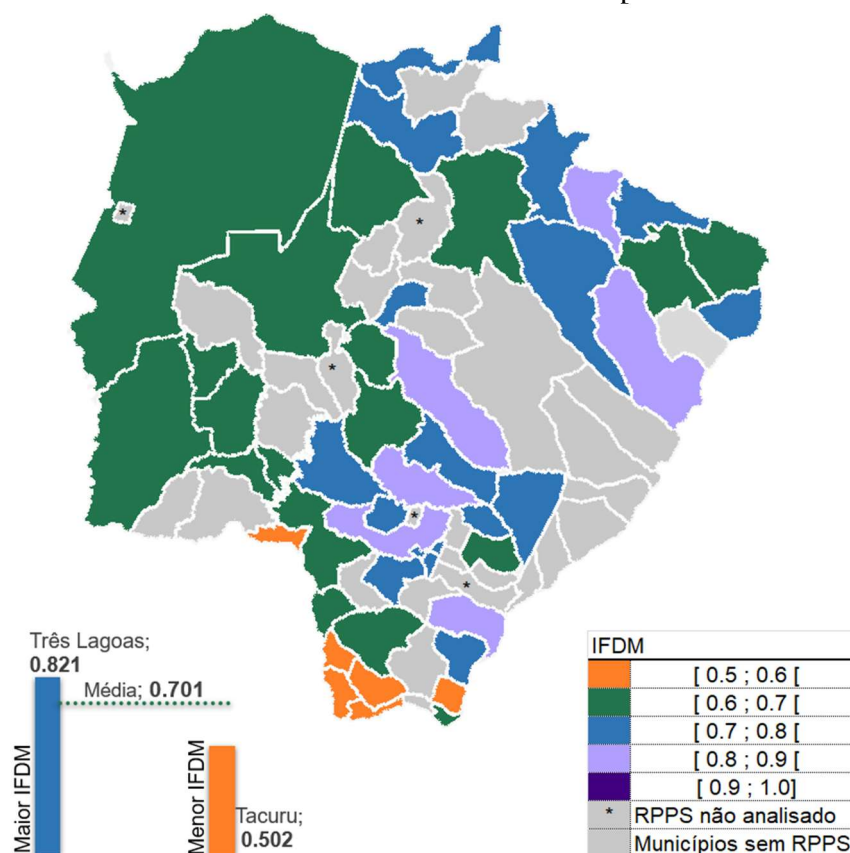 *
*
*
*
*
Três Lagoas;
0.821
Média; 0.701
Maior IFDM
Menor IFDM
Tacuru;
0.502
IFDM
[ 0.5 ; 0.6 [
[ 0.6 ; 0.7 [
[ 0.7 ; 0.8 [
[ 0.8 ; 0.9 [
[ 0.9 ; 1.0]
* RPPS não analisado
Municípios sem RPPS